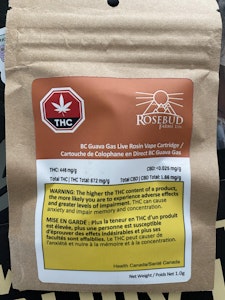 THC
ROSEBUD
FARMS INC.
BC Guava Gas Live Rosin Vape Cartridge /
Cartouche de Colophane en Direct BC Guava Gas
THC: 448 mg/g
CBD: <0.025 mg/g
Total THC | THC Total: 872 mg/g
Total CBD | CBD Total: 1.86 mg/g
WARNING: The higher the THC content of a product,
the more likely you are to experience adverse effects
and greater levels of impairment. THC can cause
anxiety and impair memory and concentration.
MISE EN GARDE : Plus la teneur en THC d'un produit
est élevée, plus une personne est susceptible
d'éprouver des effets indésirables et plus ses
facultés sont affaiblies. Le THC peut causer de
l'anxiété et nuire à la mémoire et à la concentration.
Health Canada/Santé Canada
Net Weight / Poids Net 1.0g